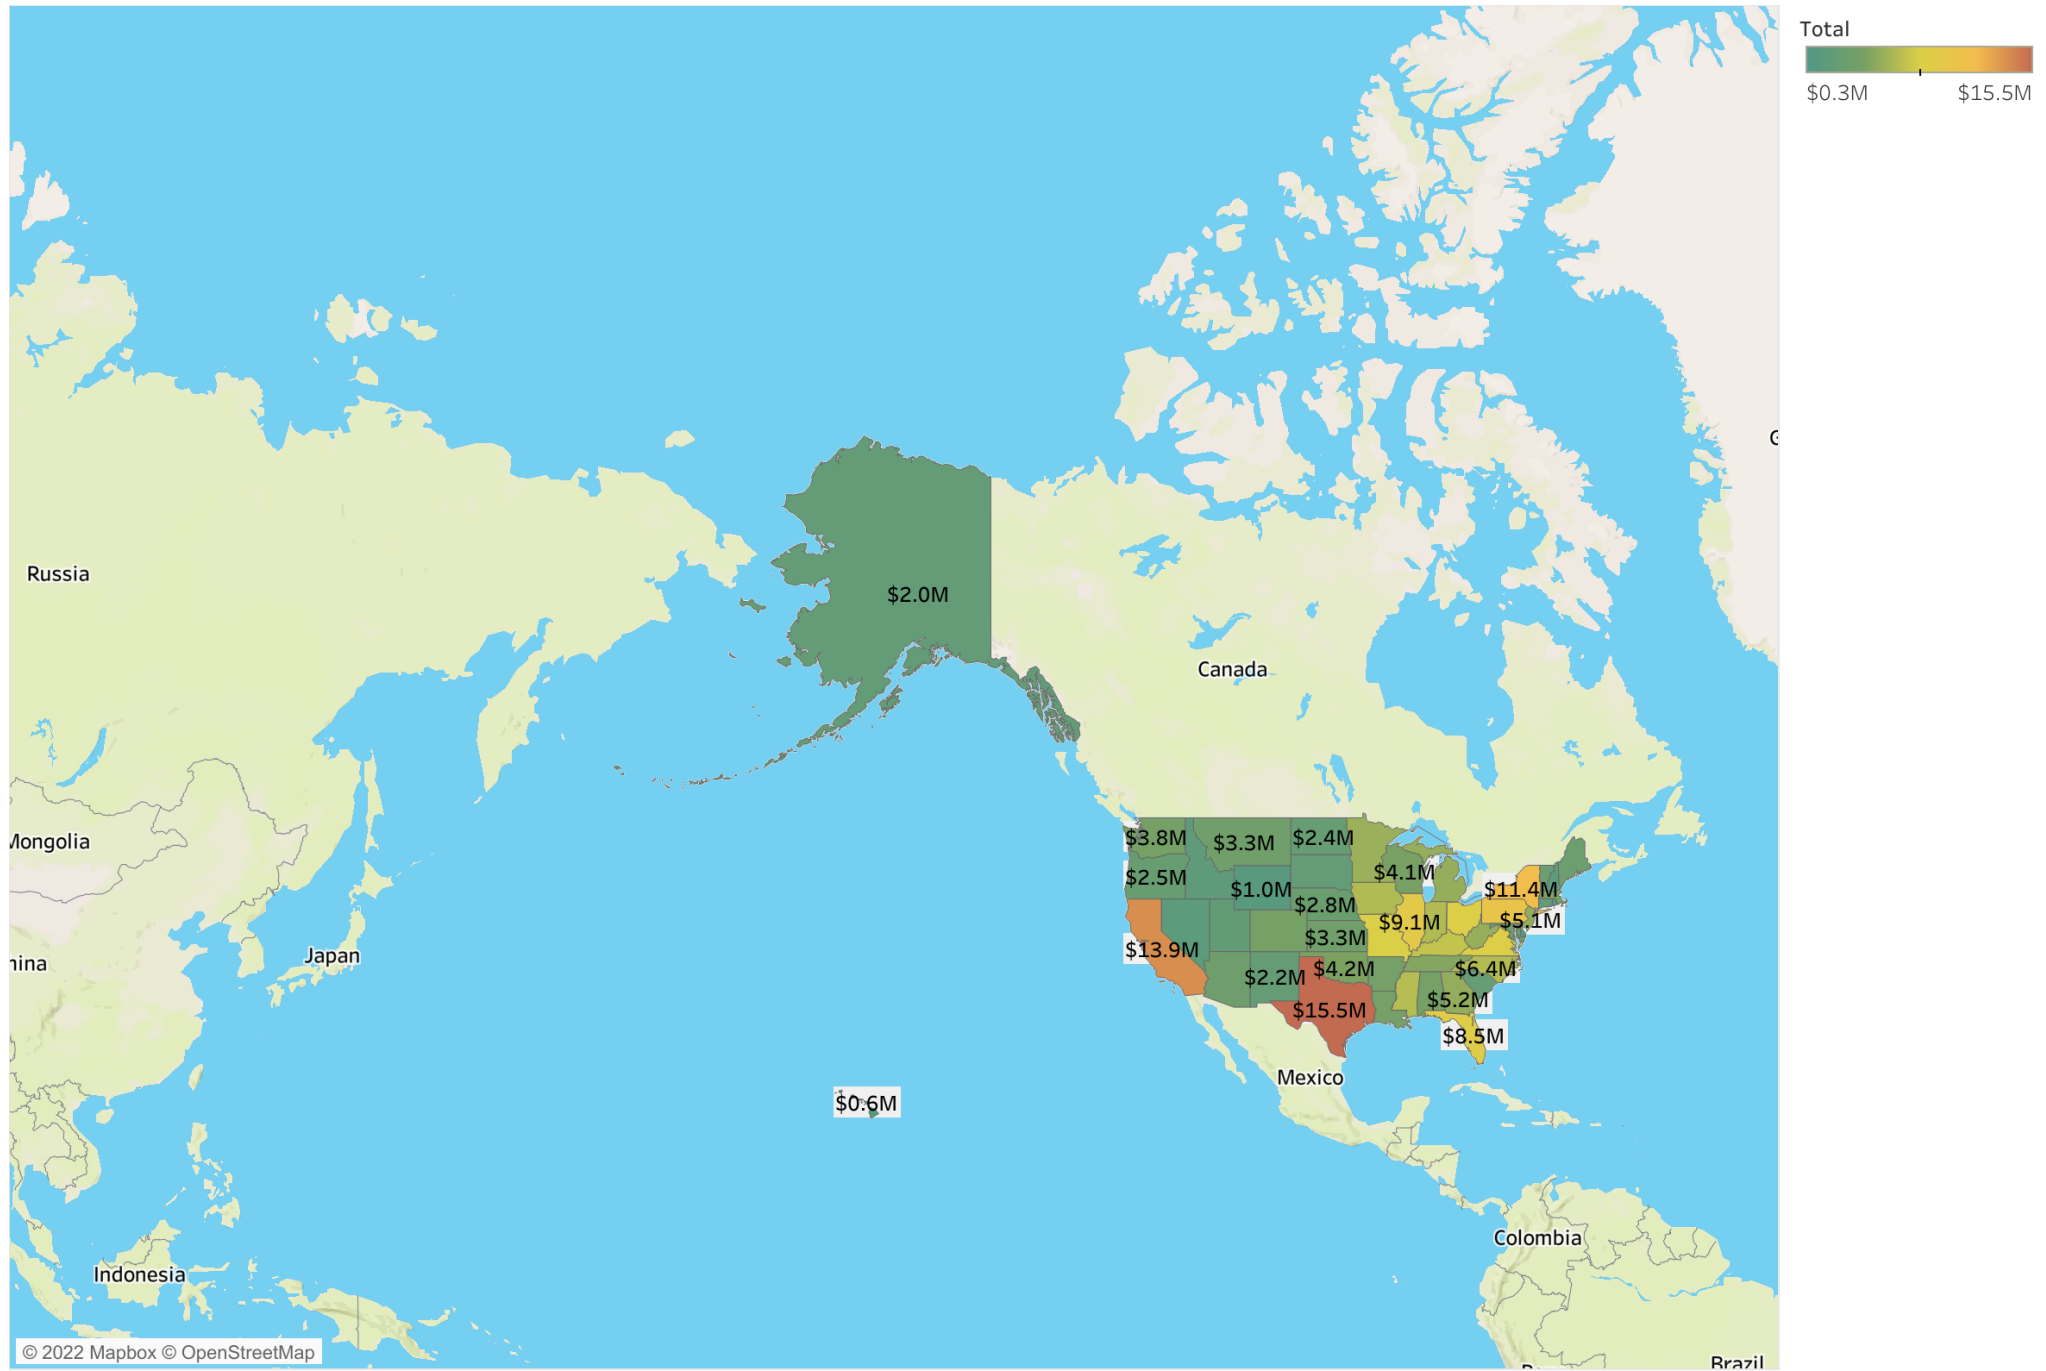 Total
$0.3M $15.5M
$2.0M
Russia
Canada
$3.8M
$3.3M
$2.4M
Mongolia
$4.1M
$2.5M
$1.0M
$11.4M
$2.8M
$9.1M
$5.1M
$3.3M
Japan
$13.9M
hina
$4.2M
$6.4M
$2.2M
$5.2M
$15.5M
$8.5M
Mexico
$0.6M
Colombia
Indonesia
© 2022 Mapbox © OpenStreetMap
Brazil